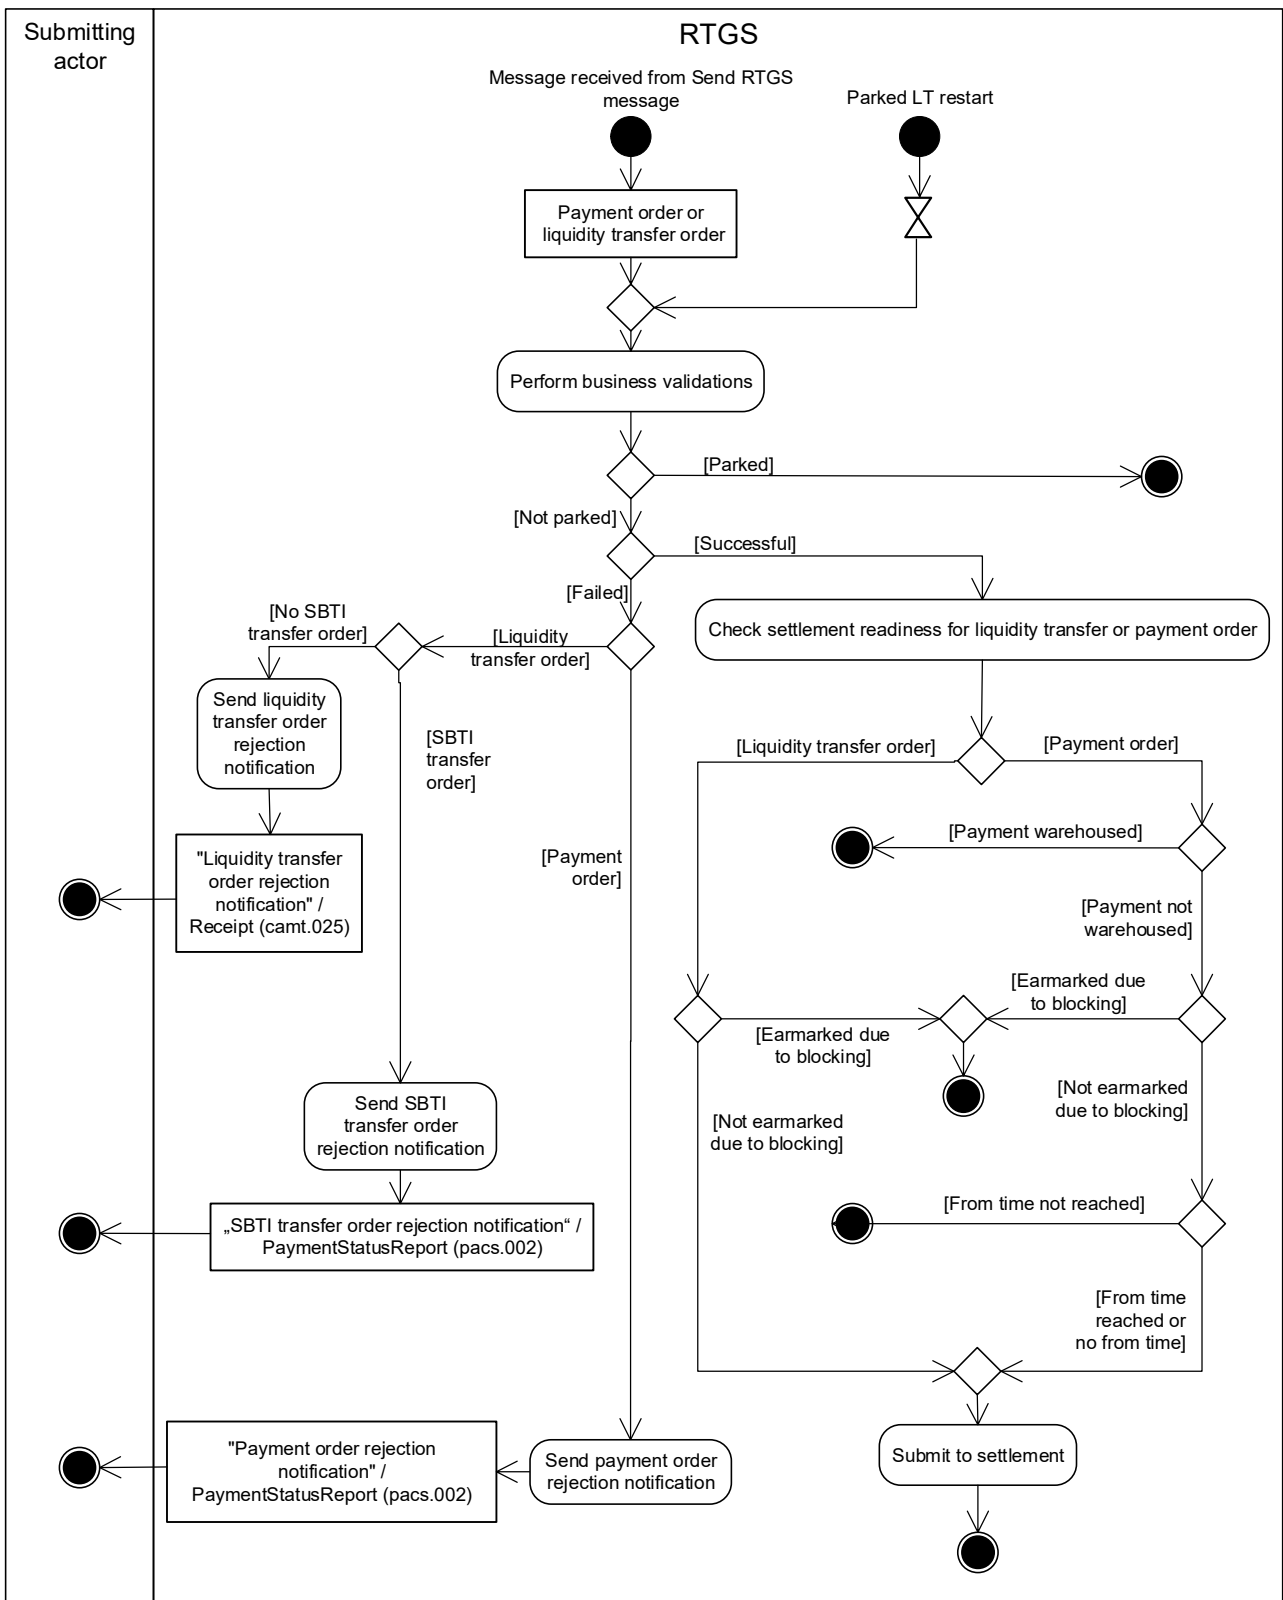 Submitting
actor
RTGS
Message received from Send RTGS
message
Parked LT restart
Payment order or
liquidity transfer order
Perform business validations
[Parked]
[Not parked]
[Successful]
[Failed]
[No SBTI
transfer order]
[Liquidity
transfer order]
Check settlement readiness for liquidity transfer or payment order
Send liquidity
transfer order
rejection
notification
[SBTI
transfer
order]
[Liquidity transfer order]
[Payment order]
[Payment warehoused]
"Liquidity transfer
order rejection
notification" /
Receipt (camt.025)
[Payment
order]
[Payment not
warehoused]
[Earmarked due
to blocking]
[Earmarked due
to blocking]
Send SBTI
transfer order
rejection notification
[Not earmarked
due to blocking]
[Not earmarked
due to blocking]
„SBTI transfer order rejection notification“ /
PaymentStatusReport (pacs.002)
[From time not reached]
[From time
reached or
no from time]
"Payment order rejection
notification" /
PaymentStatusReport (pacs.002)
Send payment order
rejection notification
Submit to settlement